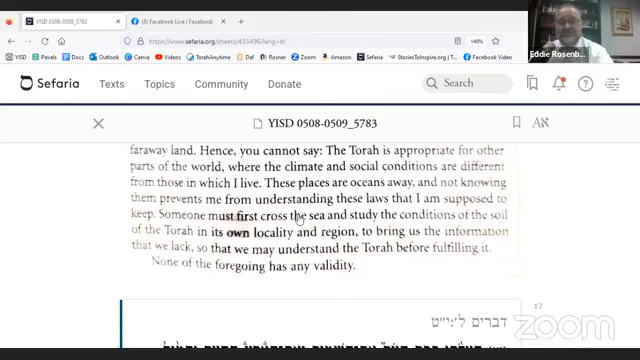 YISD 0508-0509_5783
(8) Facebook Live | Facebook
https://www.sefaria.org/sheets/433496?lang=bi
140%
YISD Pevels Outlook Canva Videos TorahAnytime Daf Rosner Zoom Amazon StoriesToInspire.org Facebook Video
Eddie Rosenb...
Sefaria Texts Topics Community Donate Search
YISD 0508-0509_5783
faraway land. Hence, you cannot say: The Torah is appropriate for other
parts of the world, where the climate and social conditions are different
from those in which I live. These places are oceans away, and not knowing
them prevents me from understanding these laws that I am supposed to
keep. Someone must first cross the sea and study the conditions of the soil
of the Torah in its own locality and region, to bring us the information
that we lack, so that we may understand the Torah before fulfilling it.
None of the foregoing has any validity.
17
דברים ל׳:י״ט
LIVE
zoom